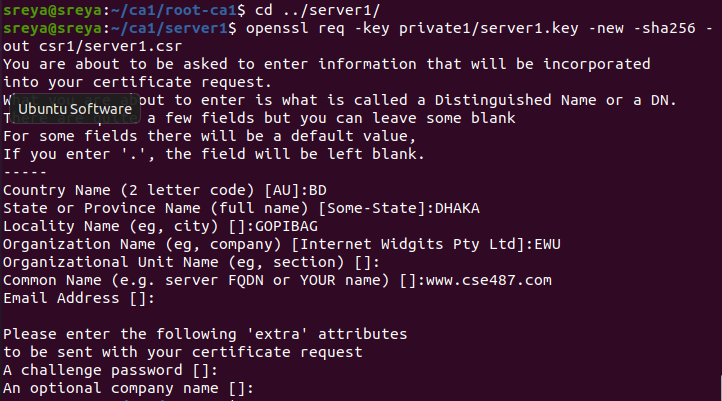 sreya@sreya:~/ca1/root-ca1$ cd ../server1/
sreya@sreya:~/ca1/server1$ openssl req -key private1/server1.key -new -sha256 -
out csr1/server1.csr
You are about to be asked to enter information that will be incorporated
into your certificate request.
out to enter is what is called a Distinguished Name or a DN.
Ubuntu Software
a few fields but you can leave some blank
For some fields there will be a default value,
If you enter '.', the field will be left blank.
-----
Country Name (2 letter code) [AU]:BD
State or Province Name (full name) [Some-State]:DHAKA
Locality Name (eg, city) []:GOPIBAG
Organization Name (eg, company) [Internet Widgits Pty Ltd]:EWU
Organizational Unit Name (eg, section) []:
Common Name (e.g. server FQDN or YOUR name) []:www.cse487.com
Email Address []:
Please enter the following 'extra' attributes
to be sent with your certificate request
A challenge password []:
An optional company name []: